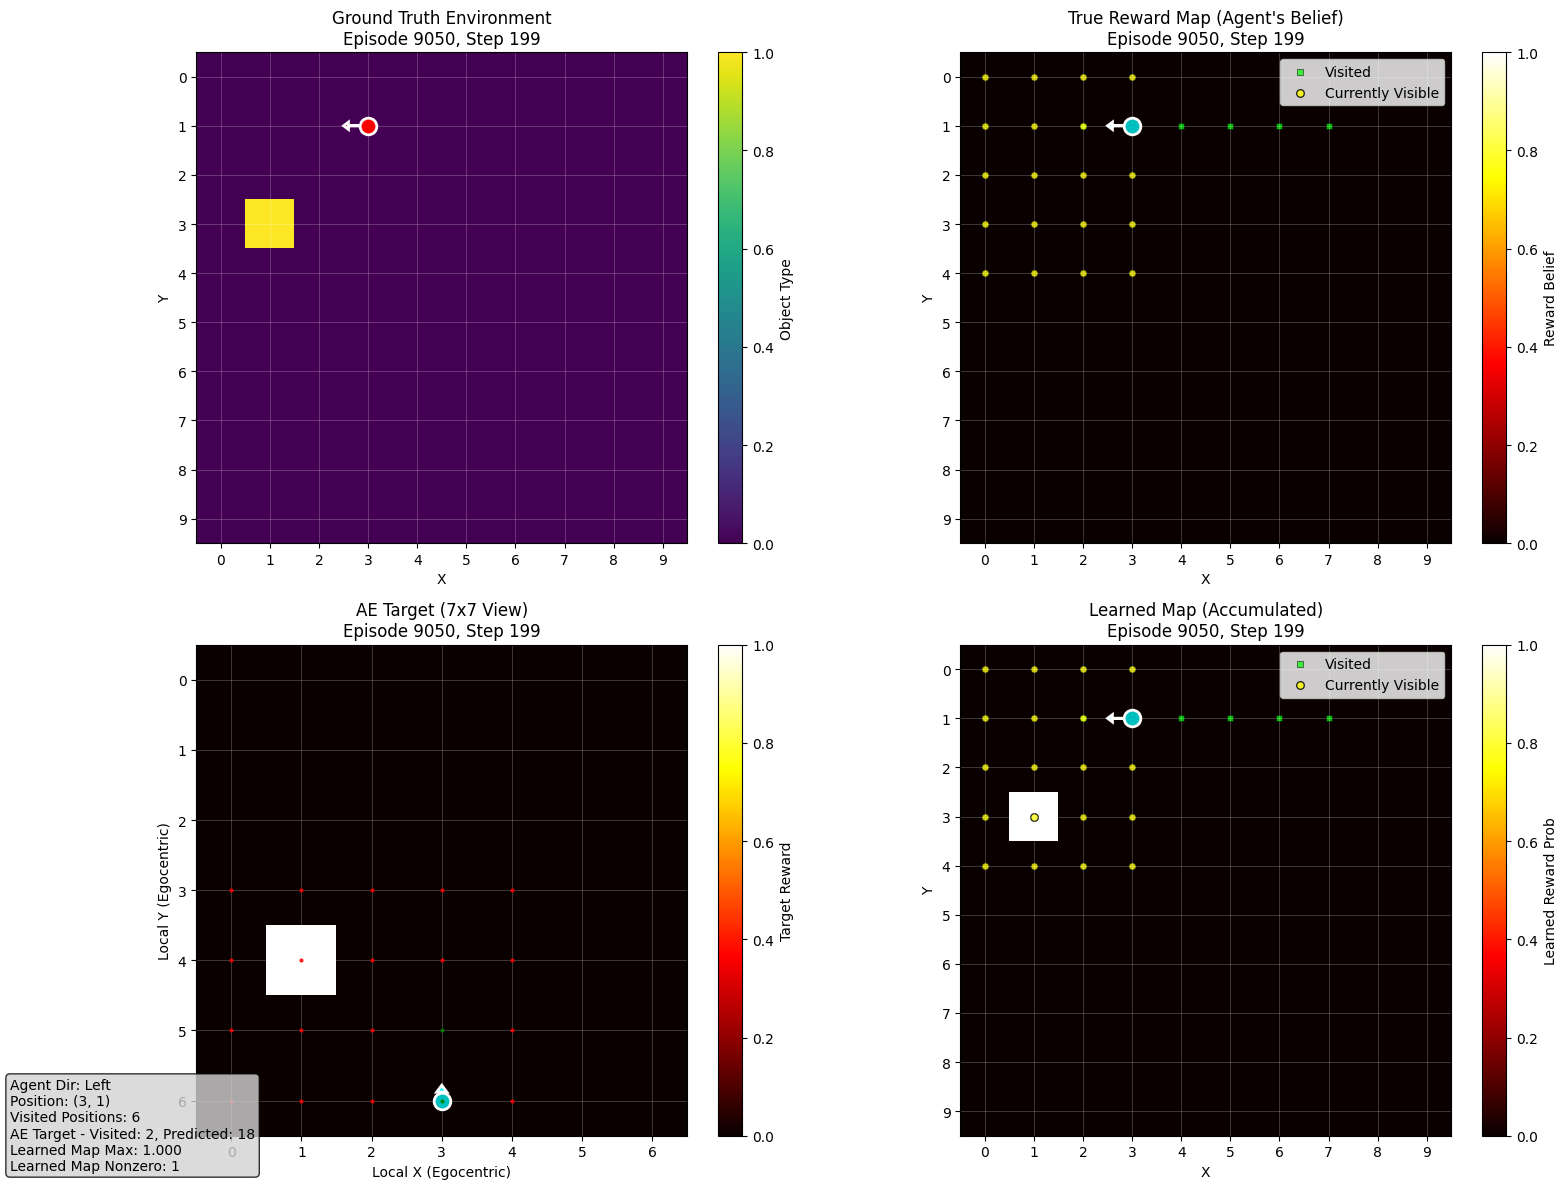 Ground Truth Environment
Episode 9050, Step 199
0
1
2
3
4
5
6
7
8
9
Y
0 1 2 3 4 5 6 7 8 9
X
1.0
0.8
0.6
0.4
0.2
0.0
Object Type
True Reward Map (Agent's Belief)
Episode 9050, Step 199
Visited
Currently Visible
0
1
2
3
4
5
6
7
8
9
Y
0 1 2 3 4 5 6 7 8 9
X
1.0
0.8
0.6
0.4
0.2
0.0
Reward Belief
AE Target (7x7 View)
Episode 9050, Step 199
0
1
2
3
4
5
6
Local Y (Egocentric)
0 1 2 3 4 5 6
Local X (Egocentric)
1.0
0.8
0.6
0.4
0.2
0.0
Target Reward
Agent Dir: Left
Position: (3, 1)
Visited Positions: 6
AE Target - Visited: 2, Predicted: 18
Learned Map Max: 1.000
Learned Map Nonzero: 1
Learned Map (Accumulated)
Episode 9050, Step 199
Visited
Currently Visible
0
1
2
3
4
5
6
7
8
9
Y
0 1 2 3 4 5 6 7 8 9
X
1.0
0.8
0.6
0.4
0.2
0.0
Learned Reward Prob